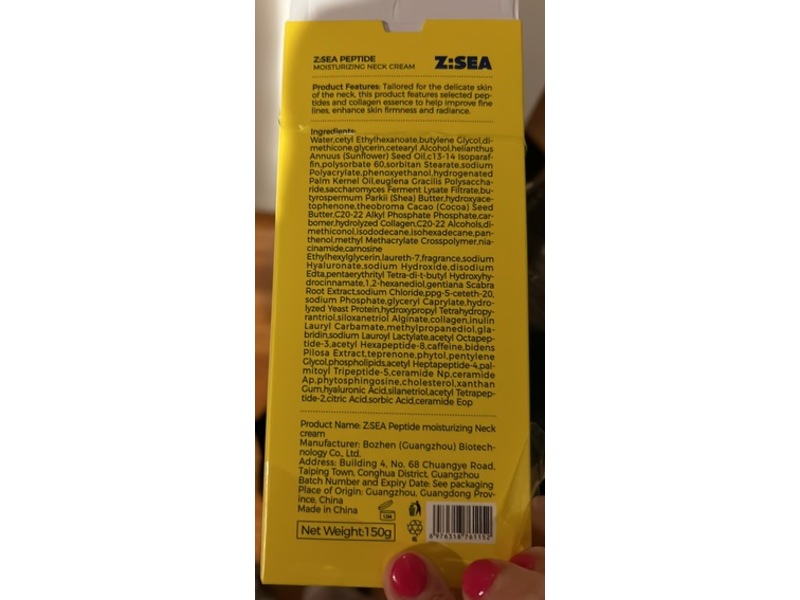 Z:SEA PEPTIDE
MOISTURIZING NECK CREAM
Z:SEA
Product Features: Tailored for the delicate skin
of the neck, this product features selected pep-
tides and collagen essence to help improve fine
lines, enhance skin firmness and radiance.
Ingredients:
Water,cetyl Ethylhexanoate,butylene Glycol,di-
methicone,glycerin,cetearyl Alcohol,helianthus
Annuus (Sunflower) Seed Oil,c13-14 Isoparaf-
fin,polysorbate 60,sorbitan Stearate,sodium
Polyacrylate,phenoxyethanol,hydrogenated
Palm Kernel Oil,euglena Gracilis Polysaccha-
ride,saccharomyces Ferment Lysate Filtrate,bu-
tyrospermum Parkii (Shea) Butter,hydroxyace-
tophenone,theobroma Cacao (Cocoa) Seed
Butter,C20-22 Alkyl Phosphate Phosphate,car-
bomer,hydrolyzed Collagen,C20-22 Alcohols,di-
methiconol,isododecane,isohexadecane,pan-
thenol,methyl Methacrylate Crosspolymer,nia-
cinamide,carnosine
Ethylhexylglycerin,laureth-7,fragrance,sodium
Hyaluronate,sodium Hydroxide,disodium
Edta,pentaerythrityl Tetra-di-t-butyl Hydroxyhy-
drocinnamate,1,2-hexanediol,gentiana Scabra
Root Extract,sodium Chloride,ppg-5-ceteth-20,
sodium Phosphate,glyceryl Caprylate,hydro-
lyzed Yeast Protein,hydroxypropyl Tetrahydropy-
rantriol,siloxanetriol Alginate,collagen,inulin
Lauryl Carbamate,methylpropanediol,gla-
bridin,sodium Lauroyl Lactylate,acetyl Octapep-
tide-3,acetyl Hexapeptide-8,caffeine,bidens
Pilosa Extract,teprenone,phytol,pentylene
Glycol,phospholipids,acetyl Heptapeptide-4,pal-
mitoyl Tripeptide-5,ceramide Np,ceramide
Ap,phytosphingosine,cholesterol,xanthan
Gum,hyaluronic Acid,silanetriol,acetyl Tetrapep-
tide-2,citric Acid,sorbic Acid,ceramide Eop
Product Name: Z:SEA Peptide moisturizing Neck
cream
Manufacturer: Bozhen (Guangzhou) Biotech-
nology Co., Ltd.
Address: Building 4, No. 68 Chuangye Road,
Taiping Town, Conghua District, Guangzhou
Batch Number and Expiry Date: See packaging
Place of Origin: Guangzhou, Guangdong Prov-
ince, China
Made in China
Net Weight:150g
12M
6 976318 761152